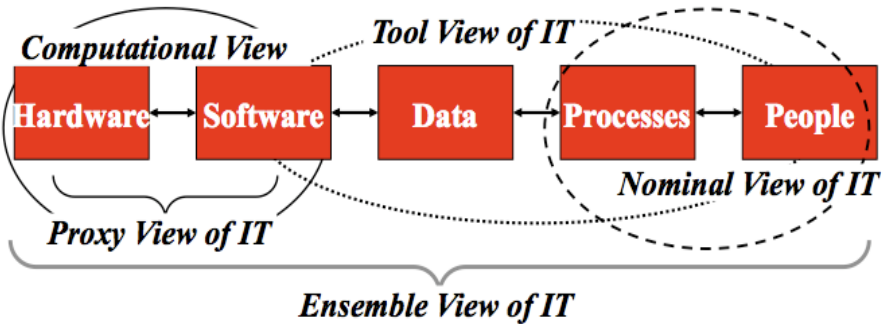 Computational View
Tool View of IT
Hardware
Software
Data
Processes
People
Nominal View of IT
Proxy View of IT
Ensemble View of IT